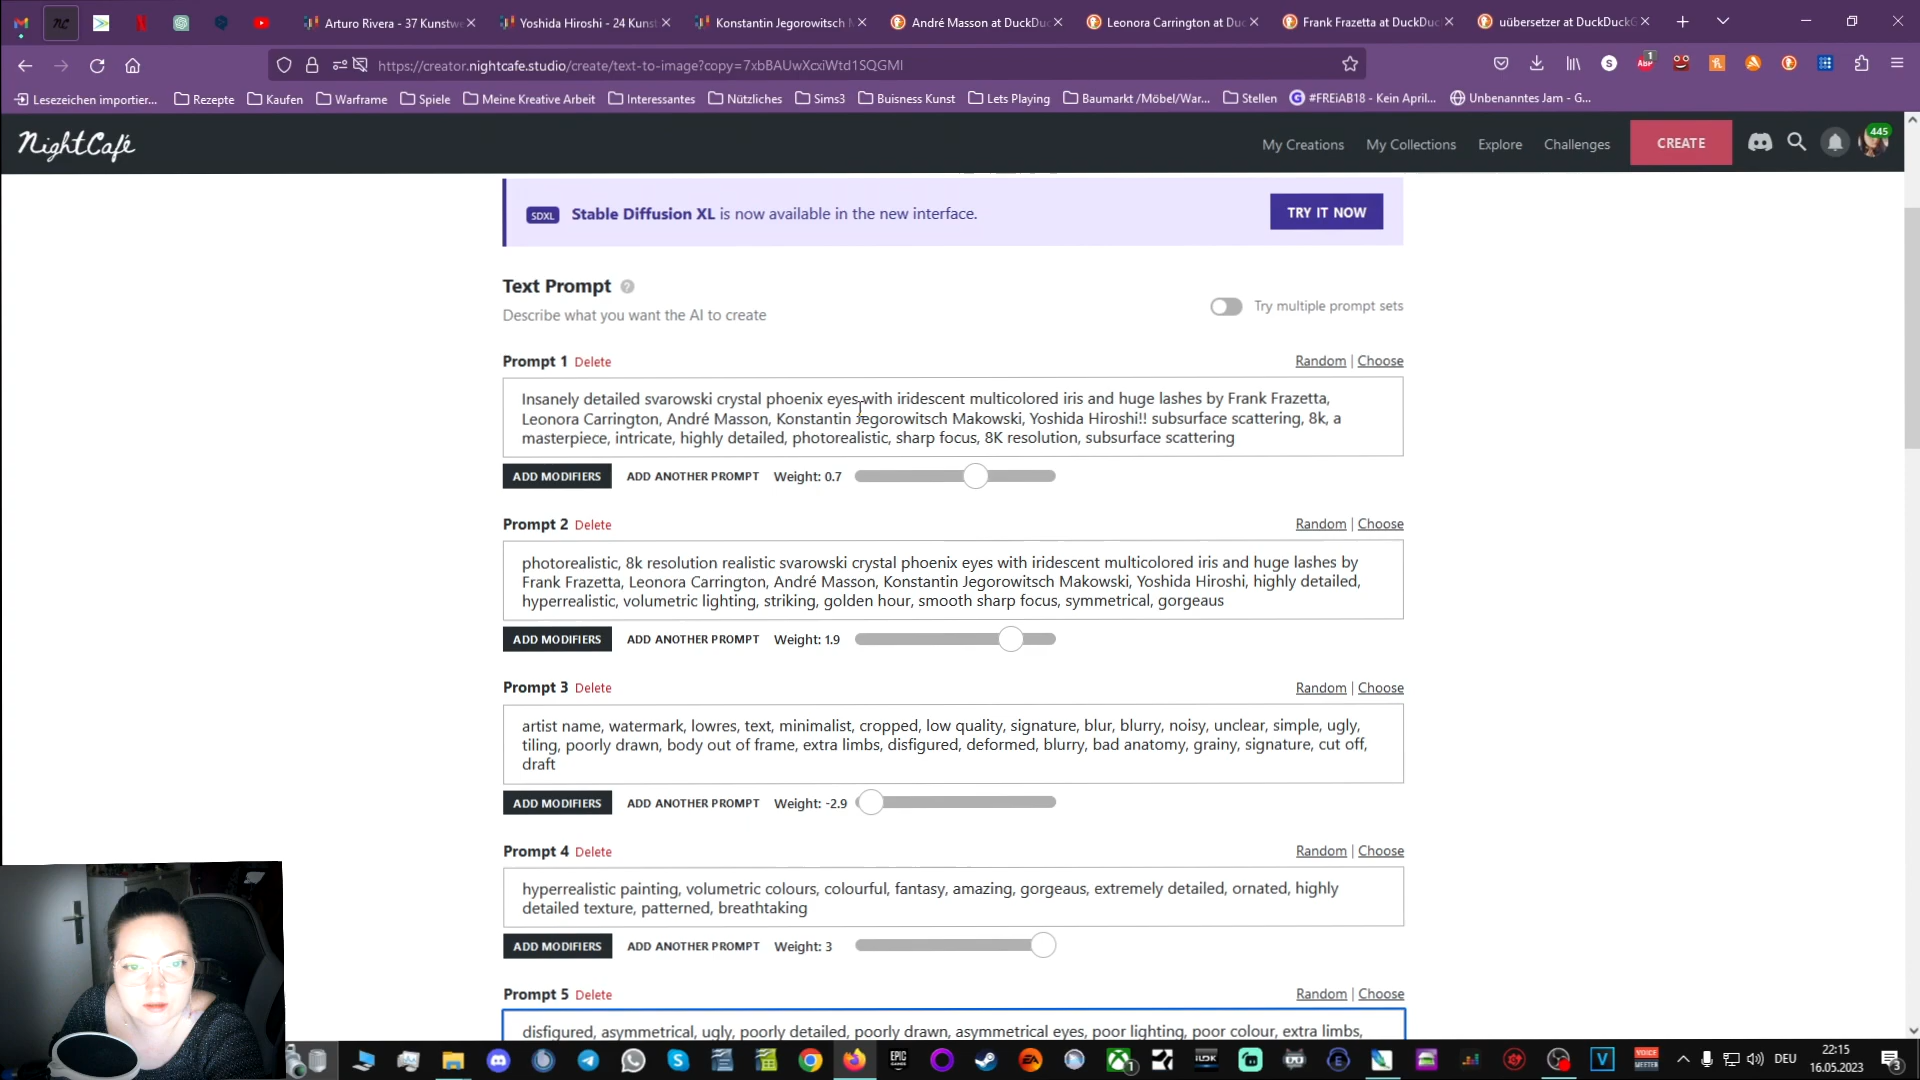 Arturo Rivera - 37 Kunstwe
Yoshida Hiroshi - 24 Kunst
Konstantin Jegorowitsch M
André Masson at DuckDuc
Leonora Carrington at Duc
Frank Frazetta at DuckDuc
uübersetzer at DuckDuckG
https://creator.nightcafe.studio/create/text-to-image?copy=7xbBAUwXcxiWtd1SQGMI
Lesezeichen importier...
Rezepte
Kaufen
Warframe
Spiele
Meine Kreative Arbeit
Interessantes
Nützliches
Sims3
Buisness Kunst
Lets Playing
Baumarkt /Möbel/War...
Stellen
#FREiAB18 - Kein April...
Unbenanntes Jam - G...
NightCafé
My Creations
My Collections
Explore
Challenges
CREATE
445
SDXL
Stable Diffusion XL is now available in the new interface.
TRY IT NOW
Text Prompt ?
Describe what you want the AI to create
Try multiple prompt sets
Prompt 1 Delete
Random | Choose
Insanely detailed svarowski crystal phoenix eyes with iridescent multicolored iris and huge lashes by Frank Frazetta,
Leonora Carrington, André Masson, Konstantin Jegorowitsch Makowski, Yoshida Hiroshi!! subsurface scattering, 8k, a
masterpiece, intricate, highly detailed, photorealistic, sharp focus, 8K resolution, subsurface scattering
ADD MODIFIERS
ADD ANOTHER PROMPT
Weight: 0.7
Prompt 2 Delete
Random | Choose
photorealistic, 8k resolution realistic svarowski crystal phoenix eyes with iridescent multicolored iris and huge lashes by
Frank Frazetta, Leonora Carrington, André Masson, Konstantin Jegorowitsch Makowski, Yoshida Hiroshi, highly detailed,
hyperrealistic, volumetric lighting, striking, golden hour, smooth sharp focus, symmetrical, gorgeaus
ADD MODIFIERS
ADD ANOTHER PROMPT
Weight: 1.9
Prompt 3 Delete
Random | Choose
artist name, watermark, lowres, text, minimalist, cropped, low quality, signature, blur, blurry, noisy, unclear, simple, ugly,
tiling, poorly drawn, body out of frame, extra limbs, disfigured, deformed, blurry, bad anatomy, grainy, signature, cut off,
draft
ADD MODIFIERS
ADD ANOTHER PROMPT
Weight: -2.9
Prompt 4 Delete
Random | Choose
hyperrealistic painting, volumetric colours, colourful, fantasy, amazing, gorgeaus, extremely detailed, ornated, highly
detailed texture, patterned, breathtaking
ADD MODIFIERS
ADD ANOTHER PROMPT
Weight: 3
Prompt 5 Delete
Random | Choose
disfigured, asymmetrical, ugly, poorly detailed, poorly drawn, asymmetrical eyes, poor lighting, poor colour, extra limbs,
DEU
22:15
16.05.2023